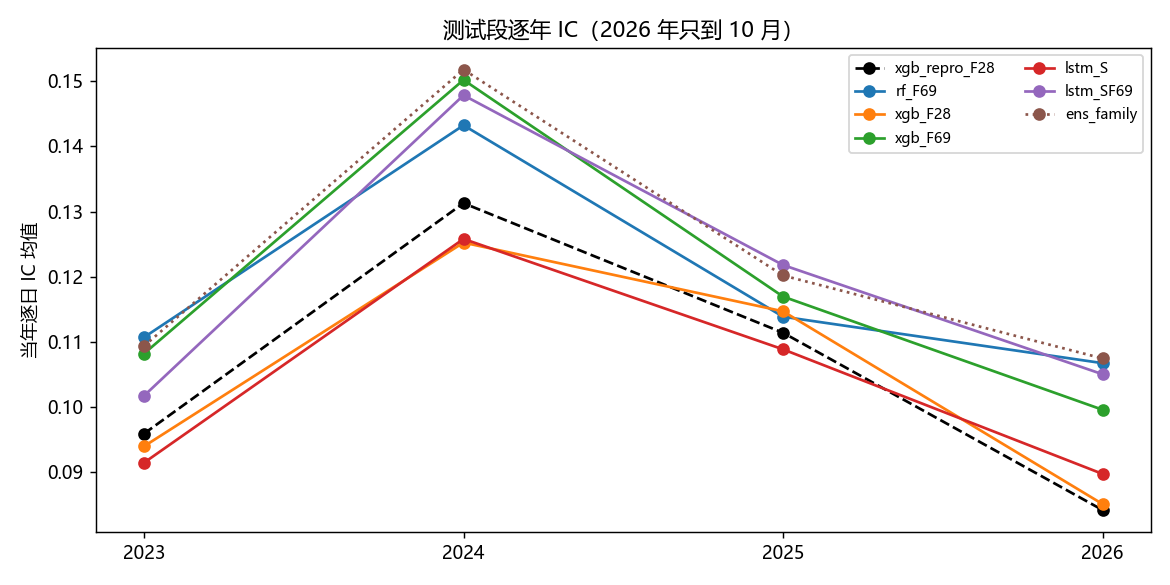 测试段逐年 IC（2026 年只到 10 月）
当年逐日 IC 均值
0.15
0.14
0.13
0.12
0.11
0.10
0.09
2023
2024
2025
2026
xgb_repro_F28
rf_F69
xgb_F28
xgb_F69
lstm_S
lstm_SF69
ens_family